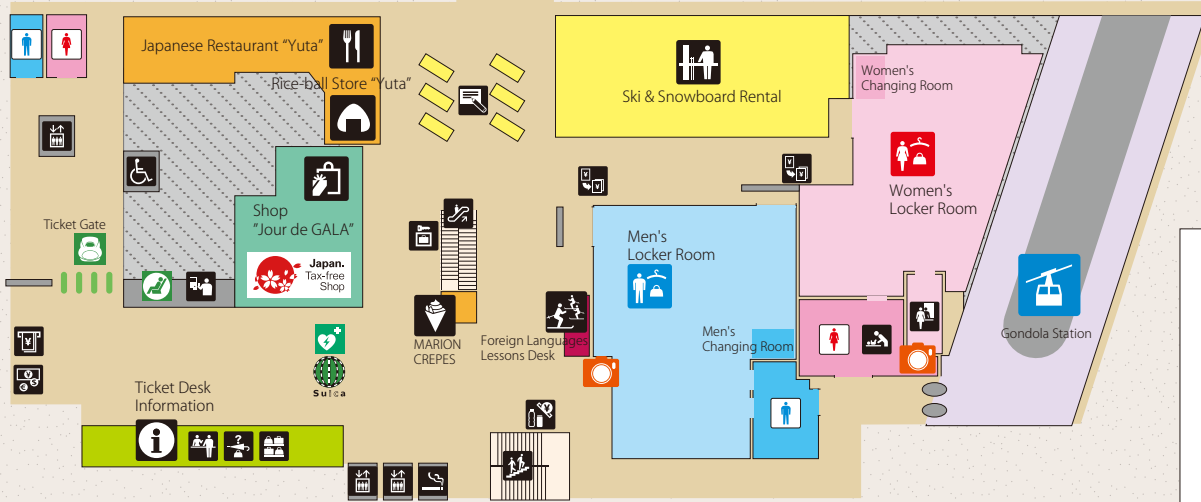 Japanese Restaurant “Yuta”
Rice-ball Store “Yuta”
Ski & Snowboard Rental
Women's
Changing Room
Women's
Locker Room
Shop
“Jour de GALA”
Japan.
Tax-free
Shop
Ticket Gate
Men's
Locker Room
Gondola Station
MARION
CREPES
Foreign Languages
Lessons Desk
Men's
Changing Room
Suica
Ticket Desk
Information